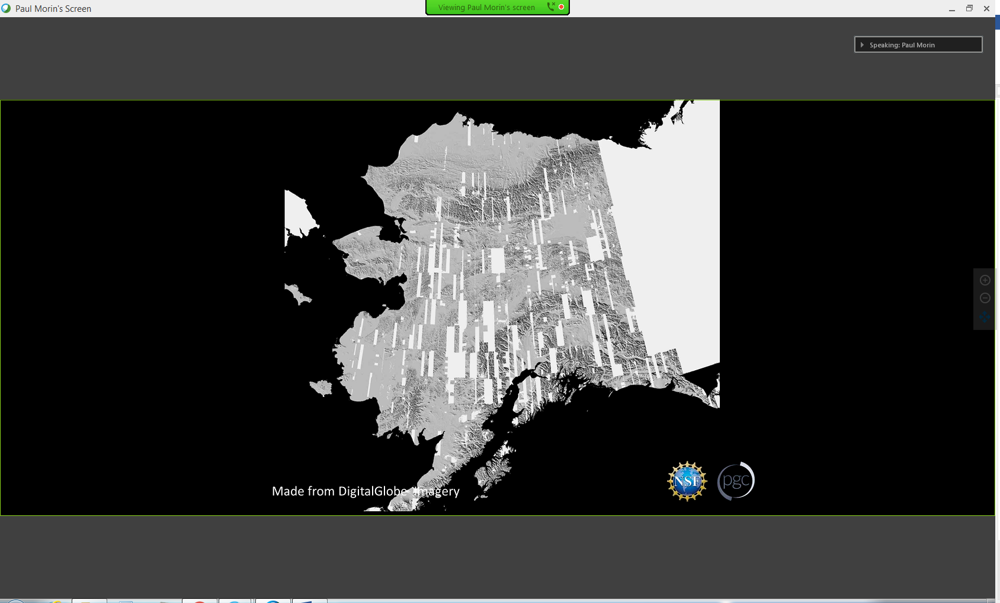 Paul Morin's Screen
Viewing Paul Morin's screen
Speaking: Paul Morin
Made from DigitalGlobe Imagery
NSF
pgc